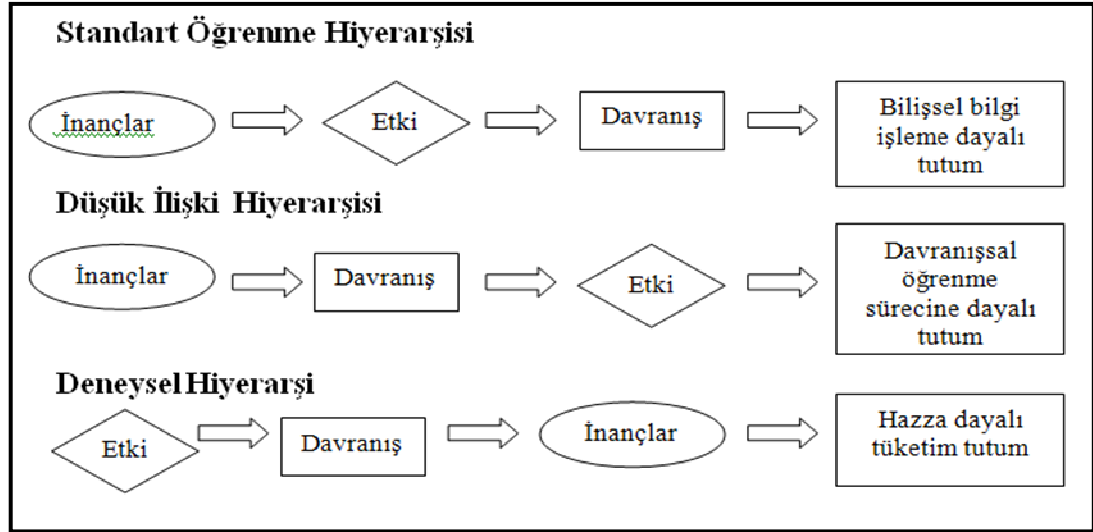 Standart Öğrenme Hiyerarşisi
İnançlar
Etki
Davranış
Bilişsel bilgi
işleme dayalı
tutum
Düşük İlişki Hiyerarşisi
İnançlar
Davranış
Etki
Davranışsal
öğrenme
sürecine dayalı
tutum
Deneysel Hiyerarşi
Etki
Davranış
İnançlar
Hazza dayalı
tüketim tutum